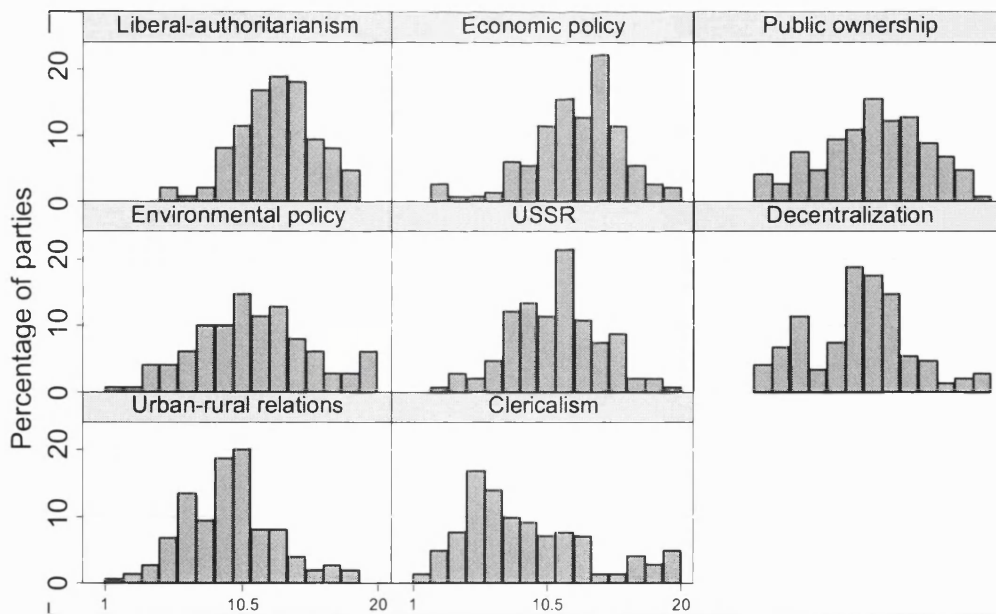 Liberal-authoritarianism Economic policy Public ownership
20
10
0
Environmental policy USSR Decentralization
20
10
0
Urban-rural relations Clericalism
20
10
0
1 10.5 20 1 10.5 20
Percentage of parties